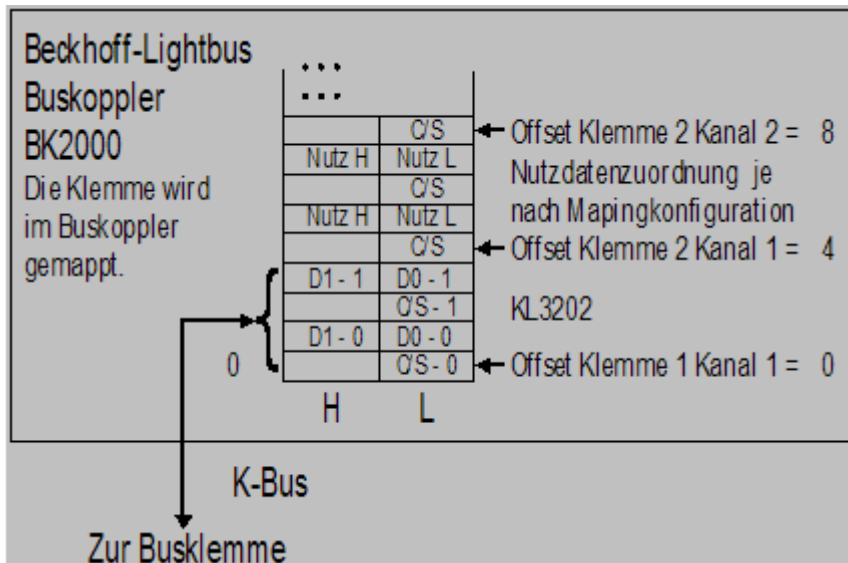 Beckhoff-Lightbus
Buskoppler
BK2000
Die Klemme wird
im Buskoppler
gemappt.
...
...
C/S
Nutz H Nutz L
C/S
Nutz H Nutz L
C/S
D1 - 1 D0 - 1
C/S - 1
D1 - 0 D0 - 0
0 C/S - 0
H L
Offset Klemme 2 Kanal 2 = 8
Nutzdatenzuordnung je
nach Mapingkonfiguration
Offset Klemme 2 Kanal 1 = 4
KL3202
Offset Klemme 1 Kanal 1 = 0
K-Bus
Zur Busklemme